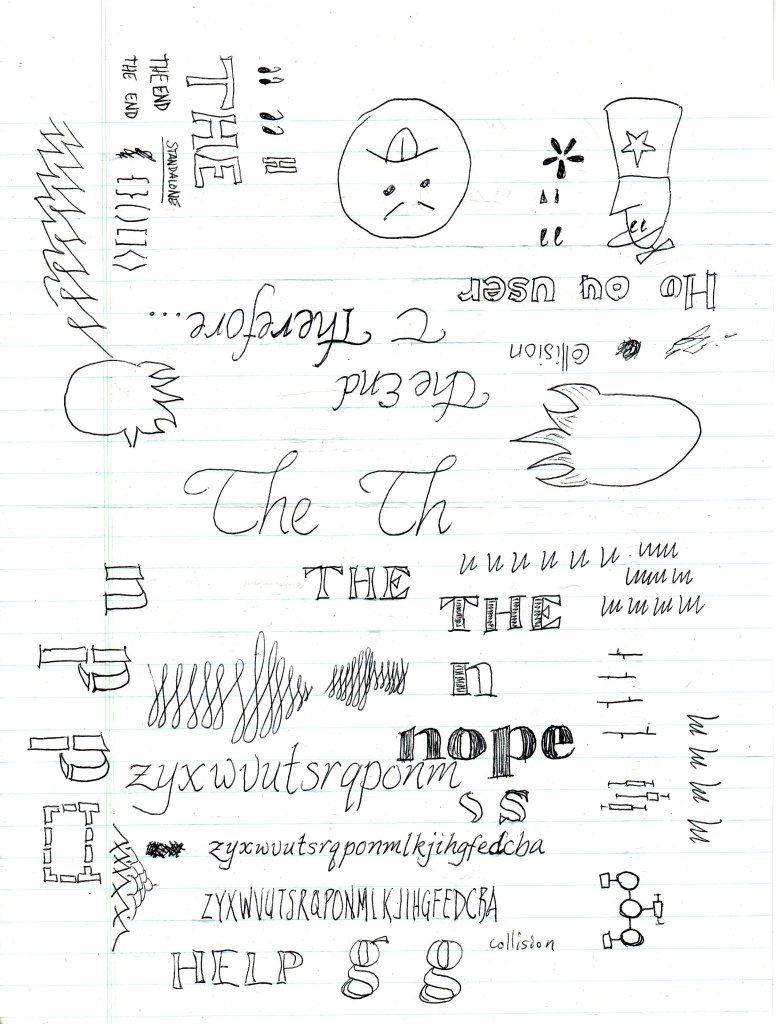 THE END
THE END
STANDALONE
& { } ( ) [ ] < >
THE
" "
H
*
Ho ou user
Therefore...
collision
The End
The Th
n
THE
u u u u u u u
THE
n
nope
zyxwvutsrqponm
s s
zyxwvutsrqponmlkjihgfedcba
ZYXWVUTSRQPONMLKJIHGFEDCBA
collision
HELP g g
p
p